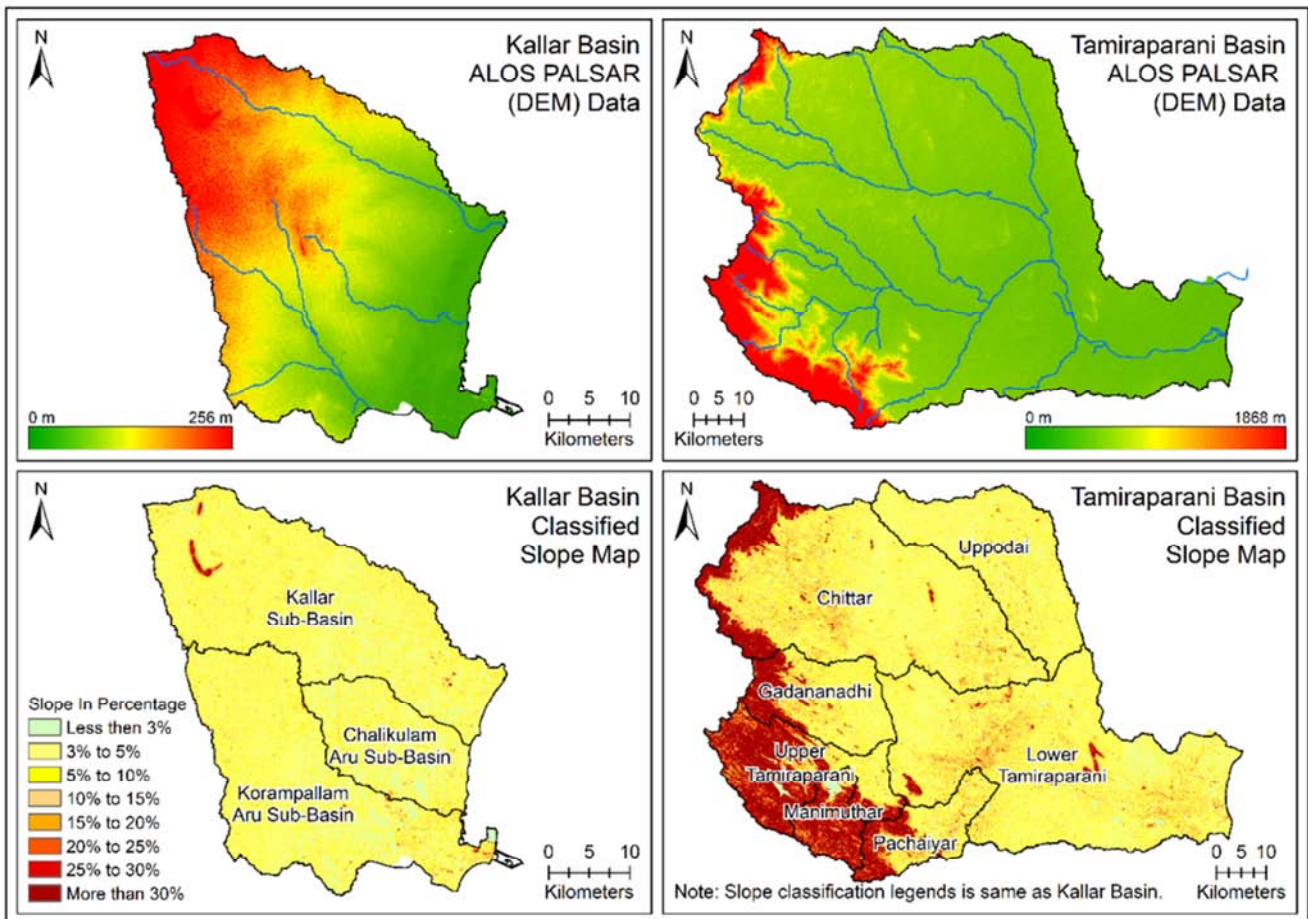 N
Kallar Basin
ALOS PALSAR
(DEM) Data
0 m
256 m
0 5 10
Kilometers
N
Tamiraparani Basin
ALOS PALSAR
(DEM) Data
0 5 10
Kilometers
0 m
1868 m
N
Kallar Basin
Classified
Slope Map
Kallar
Sub-Basin
Chalikulam
Aru Sub-Basin
Korampallam
Aru Sub-Basin
Slope In Percentage
Less then 3%
3% to 5%
5% to 10%
10% to 15%
15% to 20%
20% to 25%
25% to 30%
More than 30%
0 5 10
Kilometers
N
Tamiraparani Basin
Classified
Slope Map
Uppodai
Chittar
Gadananadhi
Upper
Tamiraparani
Lower
Tamiraparani
Manimuthar
Pachaiyar
0 5 10
Kilometers
Note: Slope classification legends is same as Kallar Basin.